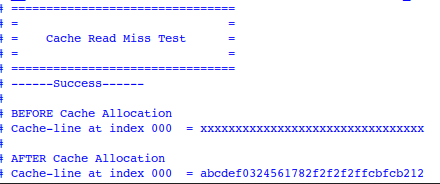 # ================================
# =                              =
# =    Cache Read Miss Test      =
# =                              =
# ================================
# ------Success------
#
# BEFORE Cache Allocation
# Cache-line at index 000  = xxxxxxxxxxxxxxxxxxxxxxxxxxxxxxxx
#
# AFTER Cache Allocation
# Cache-line at index 000  = abcdef0324561782f2f2f2ffcbfcb212